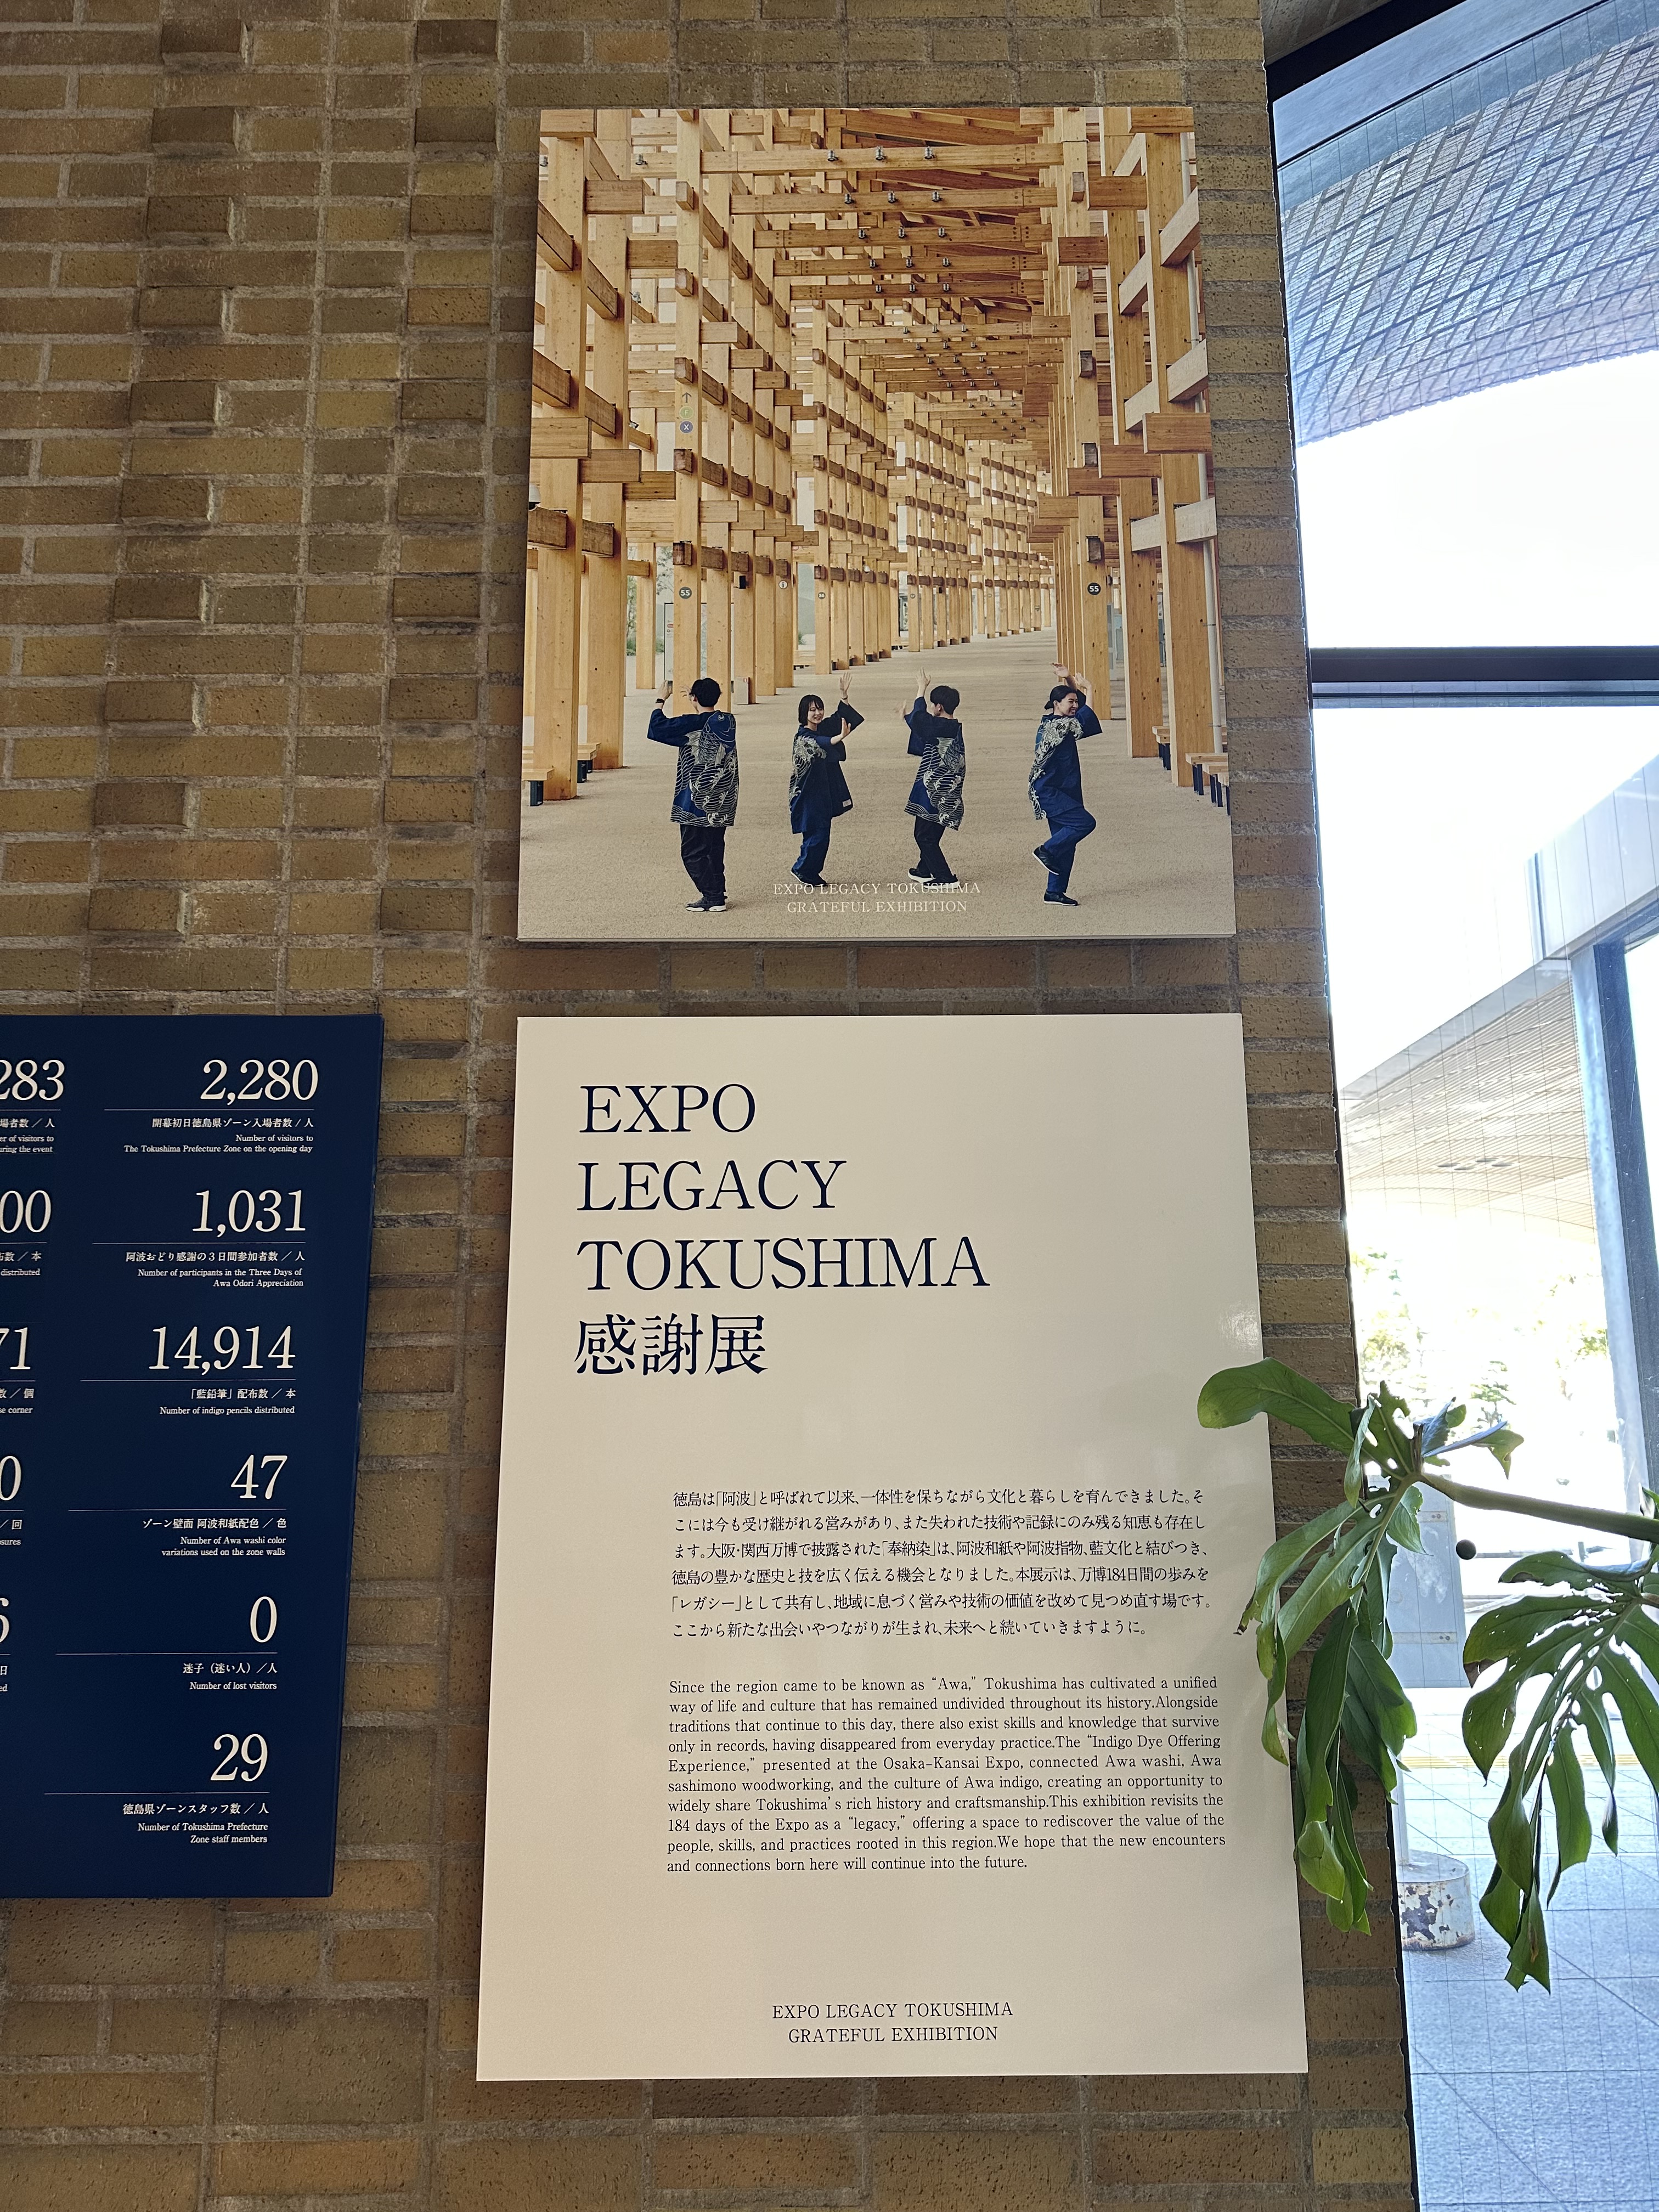 EXPO LEGACY TOKUSHIMA
GRATEFUL EXHIBITION
283
場者数 / 人
er of visitors to
uring the event
2,280
開幕初日徳島県ゾーン入場者数 / 人
Number of visitors to
The Tokushima Prefecture Zone on the opening day
00
布数 / 本
distributed
1,031
阿波おどり感謝の3日間参加者数 / 人
Number of participants in the Three Days of
Awa Odori Appreciation
71
数 / 個
se corner
14,914
「藍鉛筆」配布数 / 本
Number of indigo pencils distributed
0
/ 回
osures
47
ゾーン壁面 阿波和紙配色 / 色
Number of Awa washi color
variations used on the zone walls
日
ed
0
迷子（迷い人）/人
Number of lost visitors
29
徳島県ゾーンスタッフ数 / 人
Number of Tokushima Prefecture
Zone staff members
EXPO
LEGACY
TOKUSHIMA
感謝展
徳島は「阿波」と呼ばれて以来、一体性を保ちながら文化と暮らしを育んできました。そ
こには今も受け継がれる営みがあり、また失われた技術や記録にのみ残る知恵も存在し
ます。大阪・関西万博で披露された「奉納染」は、阿波和紙や阿波指物、藍文化と結びつき、
徳島の豊かな歴史と技を広く伝える機会となりました。本展示は、万博184日間の歩みを
「レガシー」として共有し、地域に息づく営みや技術の価値を改めて見つめ直す場です。
ここから新たな出会いやつながりが生まれ、未来へと続いていきますように。
Since the region came to be known as “Awa,” Tokushima has cultivated a unified
way of life and culture that has remained undivided throughout its history.Alongside
traditions that continue to this day, there also exist skills and knowledge that survive
only in records, having disappeared from everyday practice.The “Indigo Dye Offering
Experience,” presented at the Osaka-Kansai Expo, connected Awa washi, Awa
sashimono woodworking, and the culture of Awa indigo, creating an opportunity to
widely share Tokushima’s rich history and craftsmanship.This exhibition revisits the
184 days of the Expo as a “legacy,” offering a space to rediscover the value of the
people, skills, and practices rooted in this region.We hope that the new encounters
and connections born here will continue into the future.
EXPO LEGACY TOKUSHIMA
GRATEFUL EXHIBITION